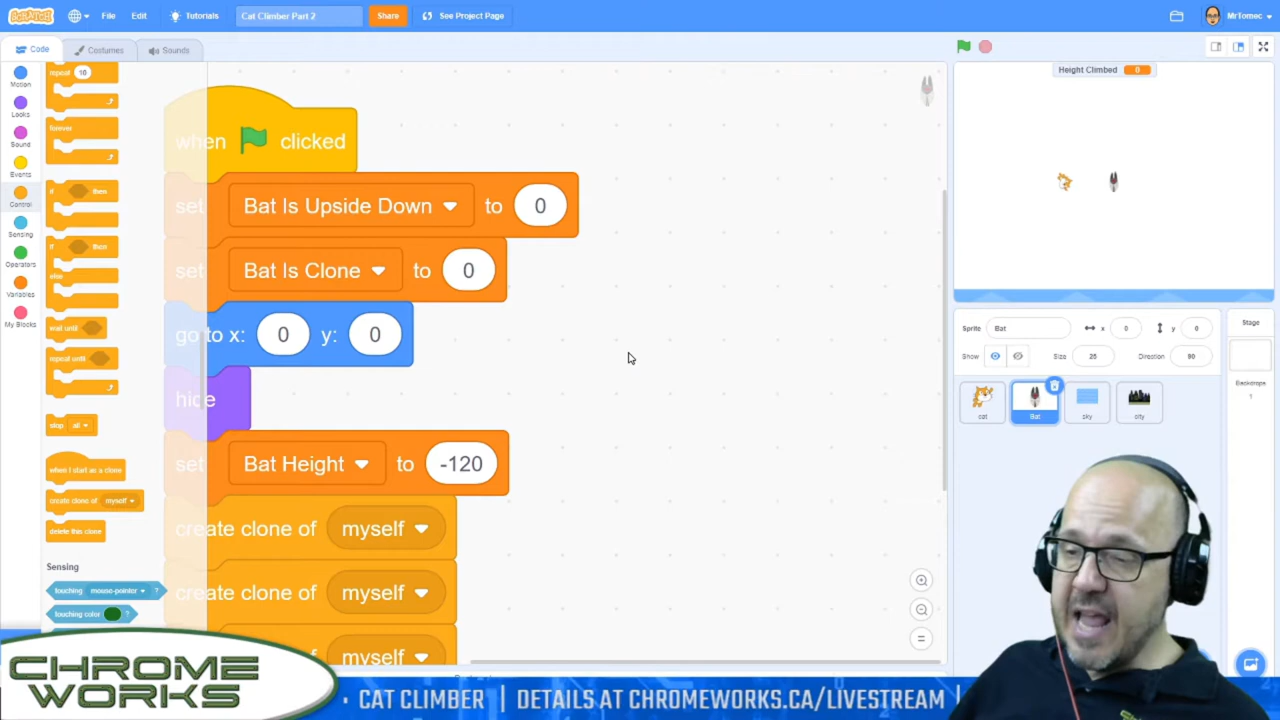 SCRATCH File Edit Tutorials Cat Climber Part 2 Share See Project Page MrTomec
Code Costumes Sounds
Motion
Looks
Sound
Events
Control
Sensing
Operators
Variables
My Blocks
repeat 10
forever
if then
if then
else
wait until
repeat until
stop all
when I start as a clone
create clone of myself
delete this clone
Sensing
touching mouse-pointer ?
touching color ?
when clicked
set Bat Is Upside Down to 0
set Bat Is Clone to 0
go to x: 0 y: 0
hide
set Bat Height to -120
create clone of myself
create clone of myself
myself
Height Climbed 0
Sprite Bat x 0 y 0
Show Size 28 Direction 90
cat Bat sky city
Stage
Backdrops
1
CHROME
WORKS
· CAT CLIMBER | DETAILS AT CHROMEWORKS.CA/LIVESTREAM |